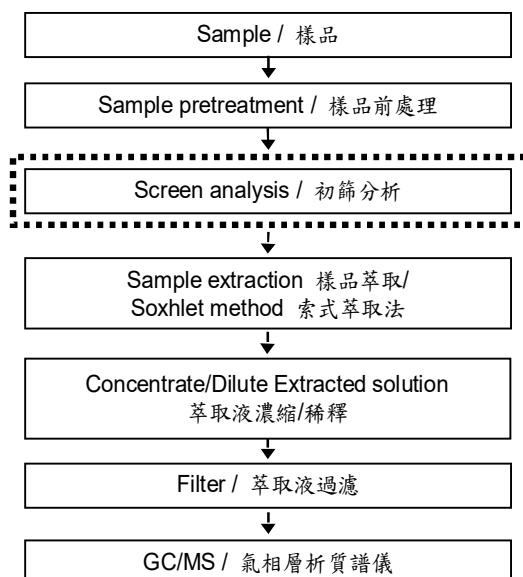 Sample / 樣品
Sample pretreatment / 樣品前處理
Screen analysis / 初篩分析
Sample extraction 樣品萃取/
Soxhlet method 索式萃取法
Concentrate/Dilute Extracted solution
萃取液濃縮/稀釋
Filter / 萃取液過濾
GC/MS / 氣相層析質譜儀